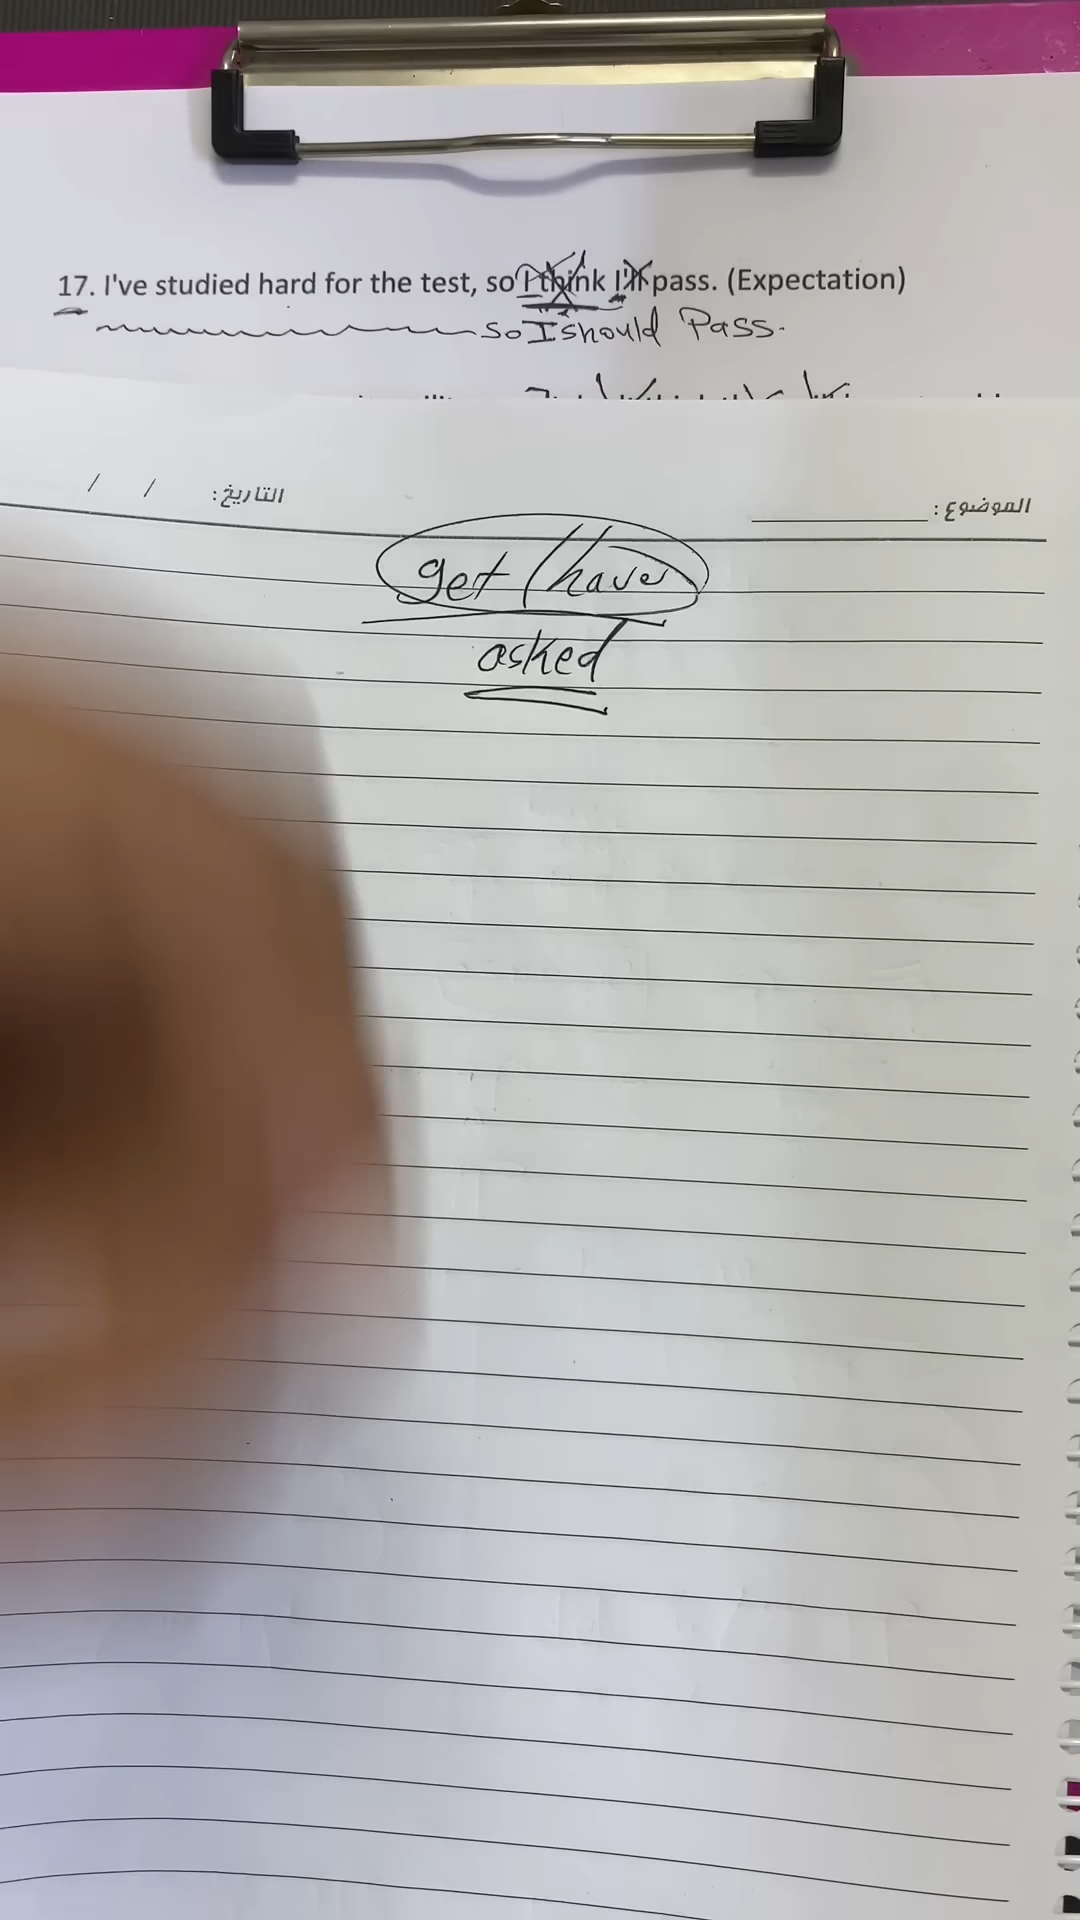 17. I've studied hard for the test, so I think I'll pass. (Expectation)
so I should Pass.
الموضوع : التاريخ: / /
get / have
asked